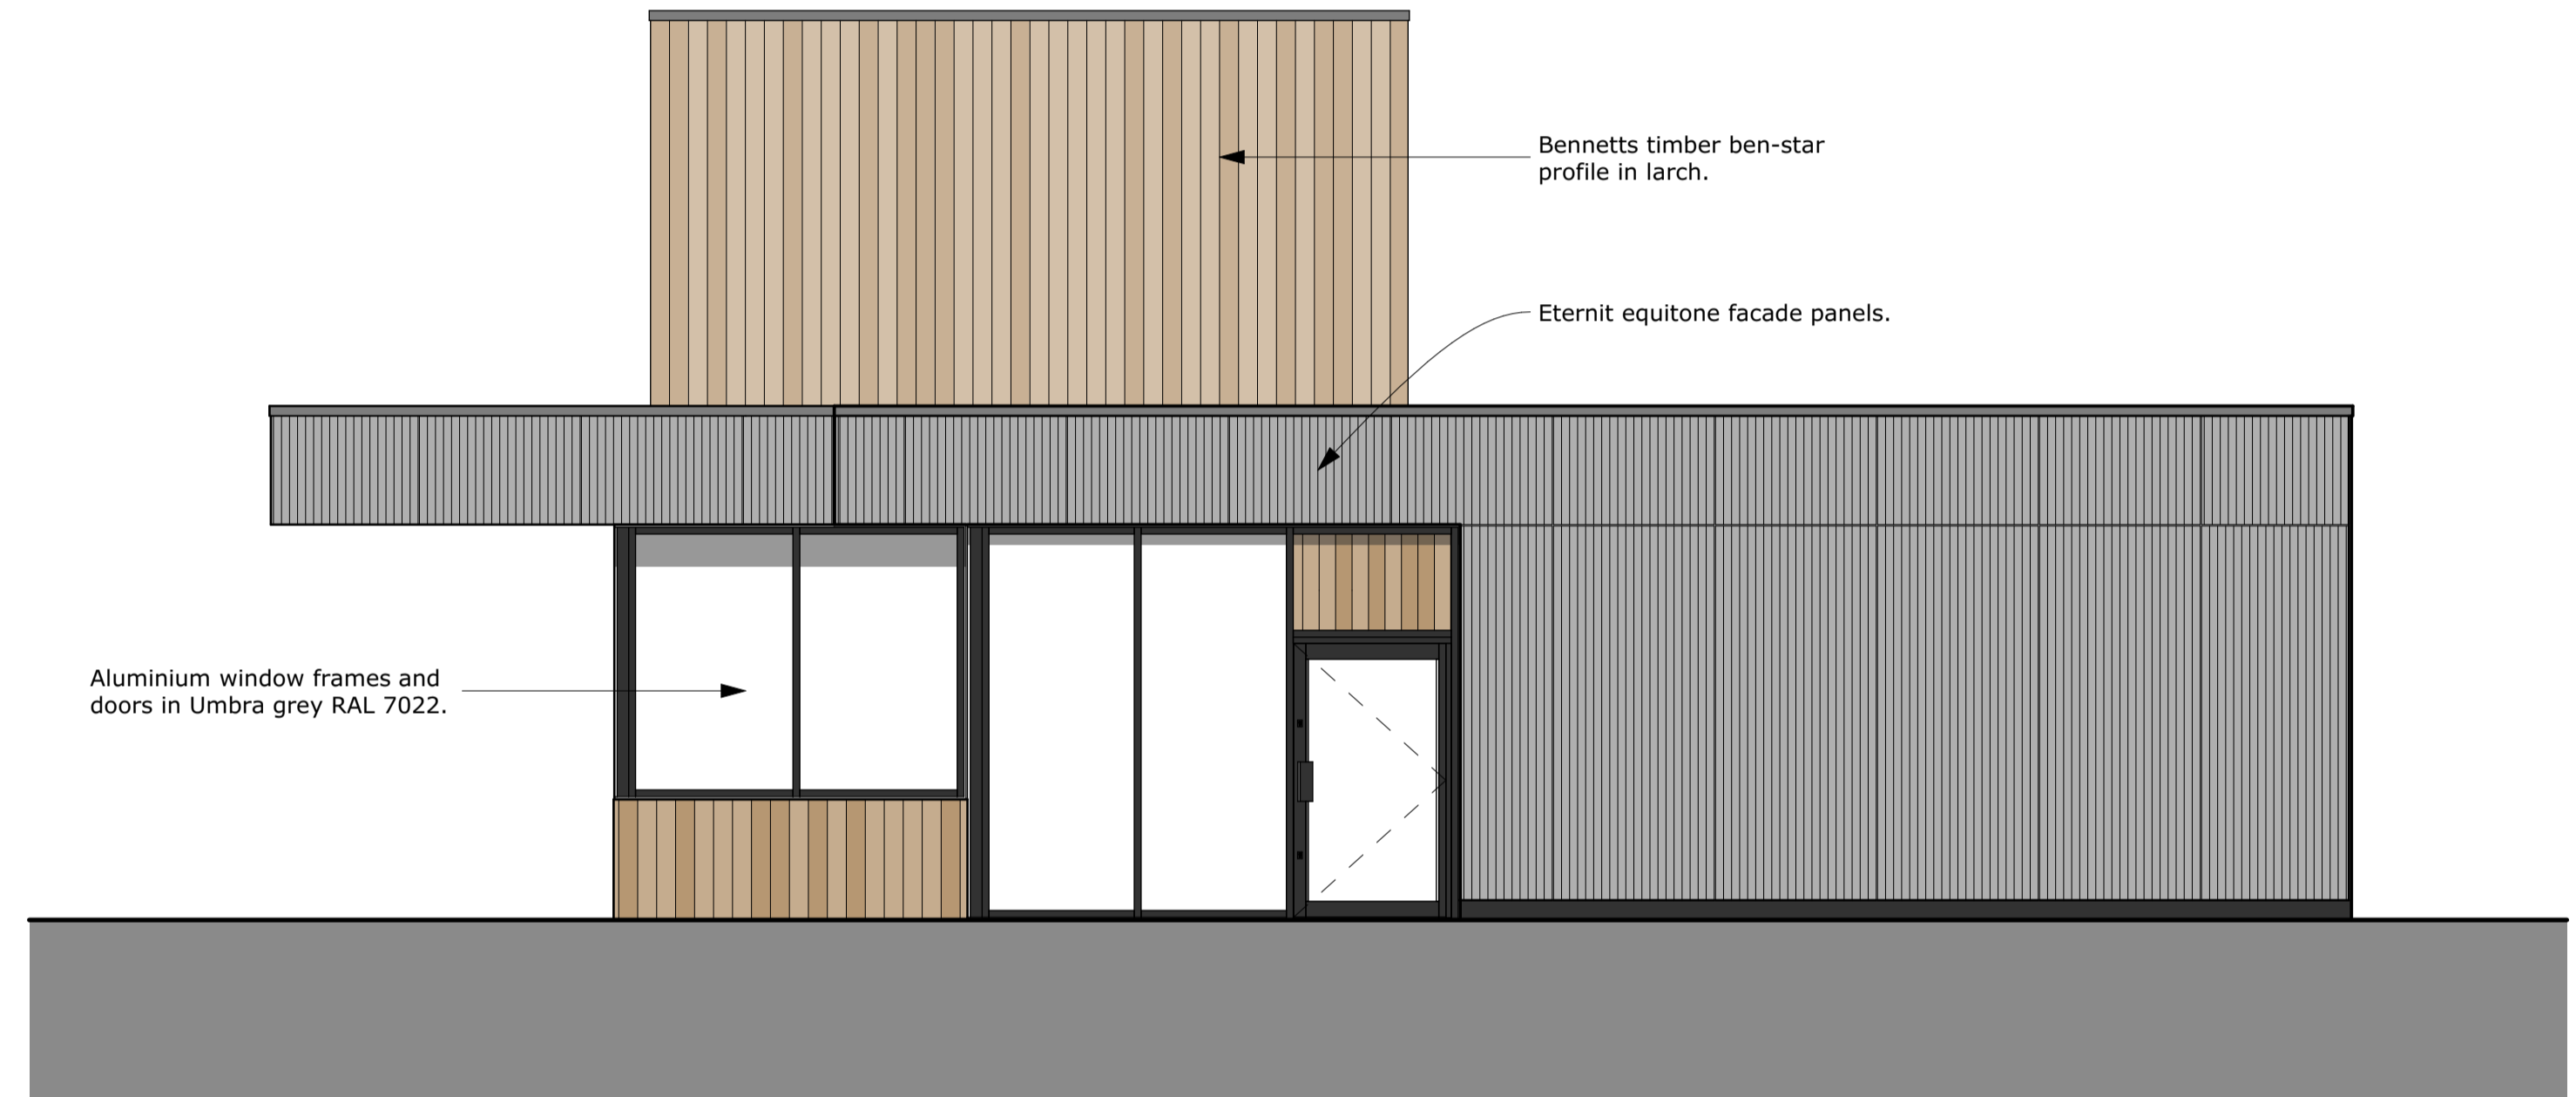 Bennetts timber ben-star
profile in larch.
Eternit equitone facade panels.
Aluminium window frames and
doors in Umbra grey RAL 7022.